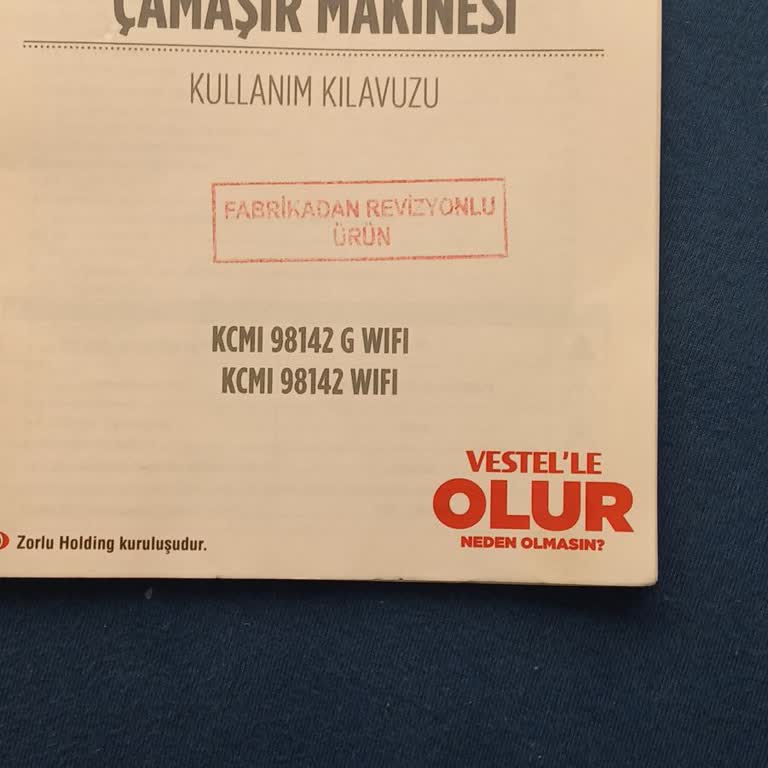 ÇAMAŞIR MAKİNESİ
KULLANIM KILAVUZU
FABRİKADAN REVİZYONLU
ÜRÜN
KCMI 98142 G WIFI
KCMI 98142 WIFI
VESTEL'LE
OLUR
NEDEN OLMASIN?
Zorlu Holding kuruluşudur.